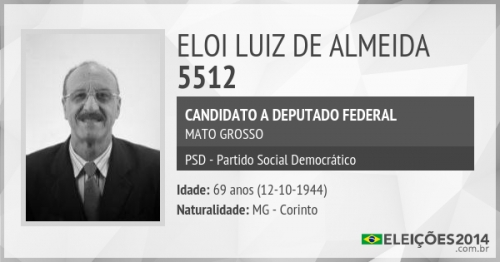 ELOI LUIZ DE ALMEIDA
5512
CANDIDATO A DEPUTADO FEDERAL
MATO GROSSO
PSD - Partido Social Democrático
Idade: 69 anos (12-10-1944)
Naturalidade: MG - Corinto
ELEIÇÕES2014
.com.br